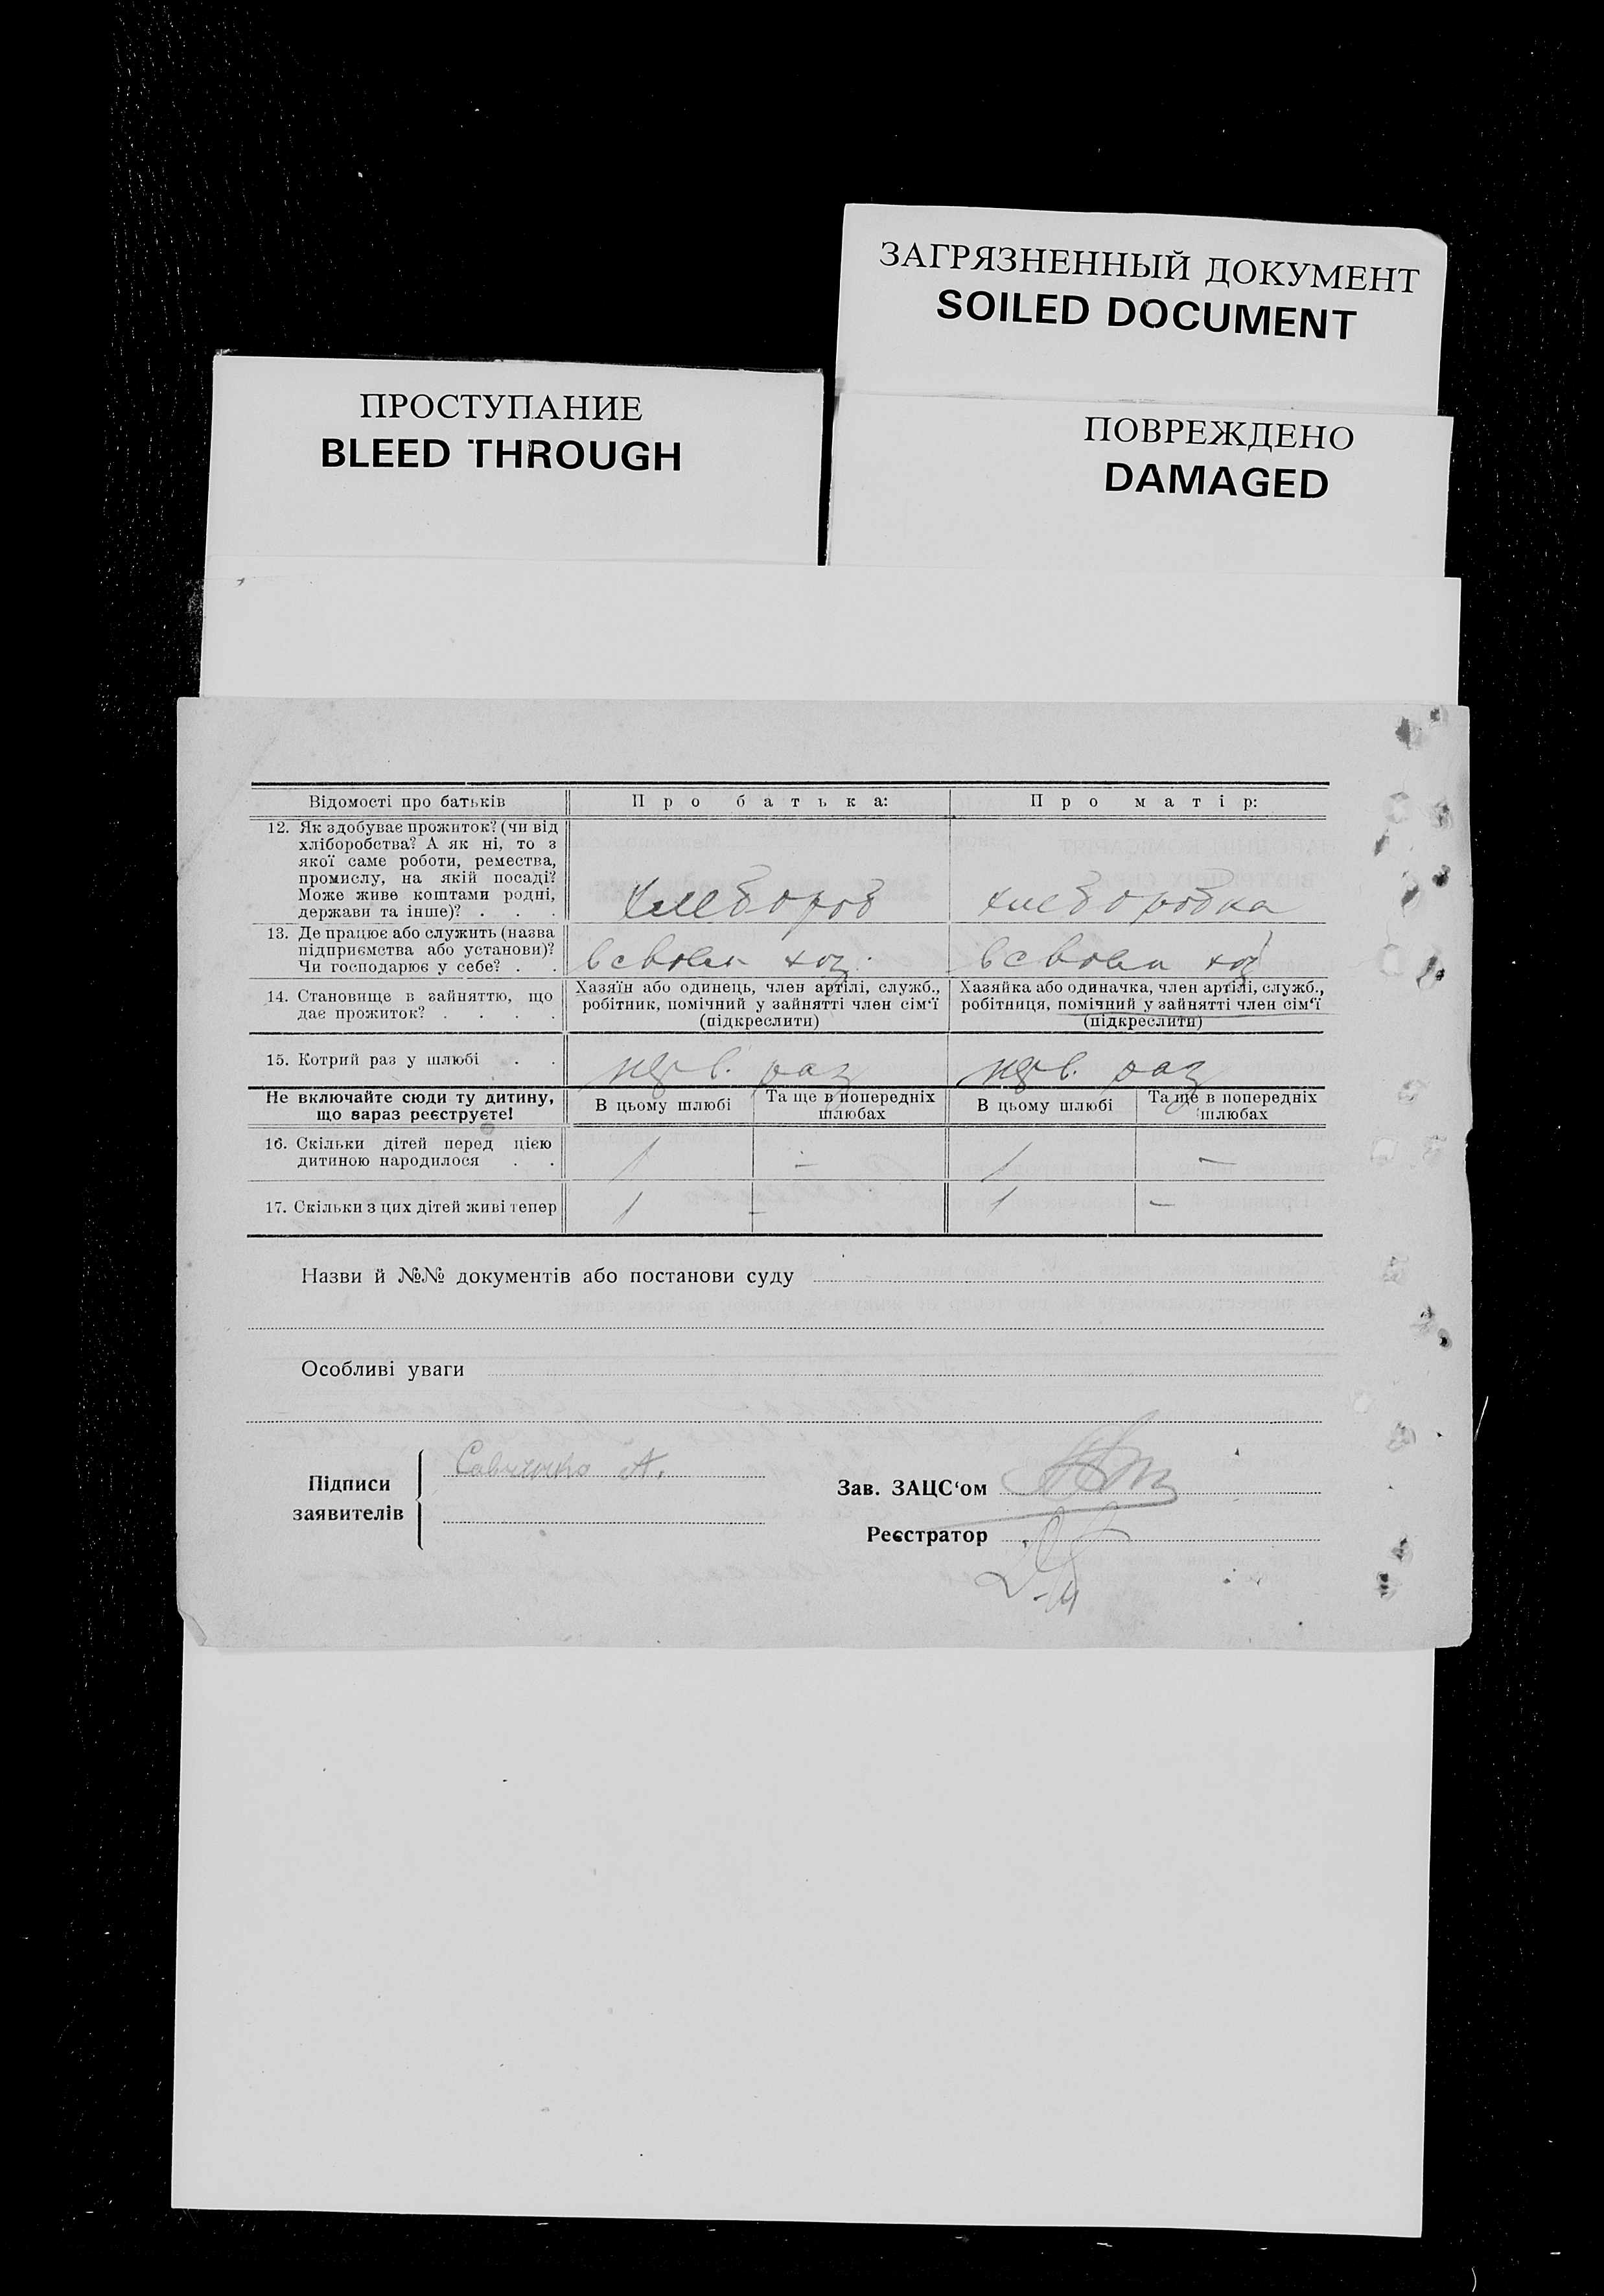 ЗАГРЯЗНЕННЫЙ ДОКУМЕНТ
SOILED DOCUMENT
ПРОСТУПАНИЕ
BLEED THROUGH
ПОВРЕЖДЕНО
DAMAGED
Відомості про батьків
Про батька:
Про матір:
12. Як здобуває прожиток? (чи від
хліборобства? А як ні, то з
якої саме роботи, ремества,
промислу, на якій посаді?
Може живе коштами родні,
держави та інше)? . . .
Хлебороб
хлеборобка
13. Де працює або служить (назва
підприємства або установи)?
Чи господарює у себе? . .
в своем хоз.
в своем хоз
14. Становище в зайняттю, що
дає прожиток? . . . .
Хазяїн або одинець, член артілі, служб.,
робітник, помічний у зайнятті член сім'ї
(підкреслити)
Хазяйка або одиначка, член артілі, служб.,
робітниця, помічний у зайнятті член сім'ї
(підкреслити)
15. Котрий раз у шлюбі . .
перв. раз
перв. раз
Не включайте сюди ту дитину,
що вараз реєструєте!
В цьому шлюбі
Та ще в попередніх
шлюбах
В цьому шлюбі
Та ще в попередніх
шлюбах
16. Скільки дітей перед цією
дитиною народилося . .
1 – 1 –
17. Скільки з цих дітей живі тепер
1 – 1 –
Назви й №№ документів або постанови суду
Особливі уваги
Підписи
заявителів
А.
Зав. ЗАЦС'ом
Реєстратор